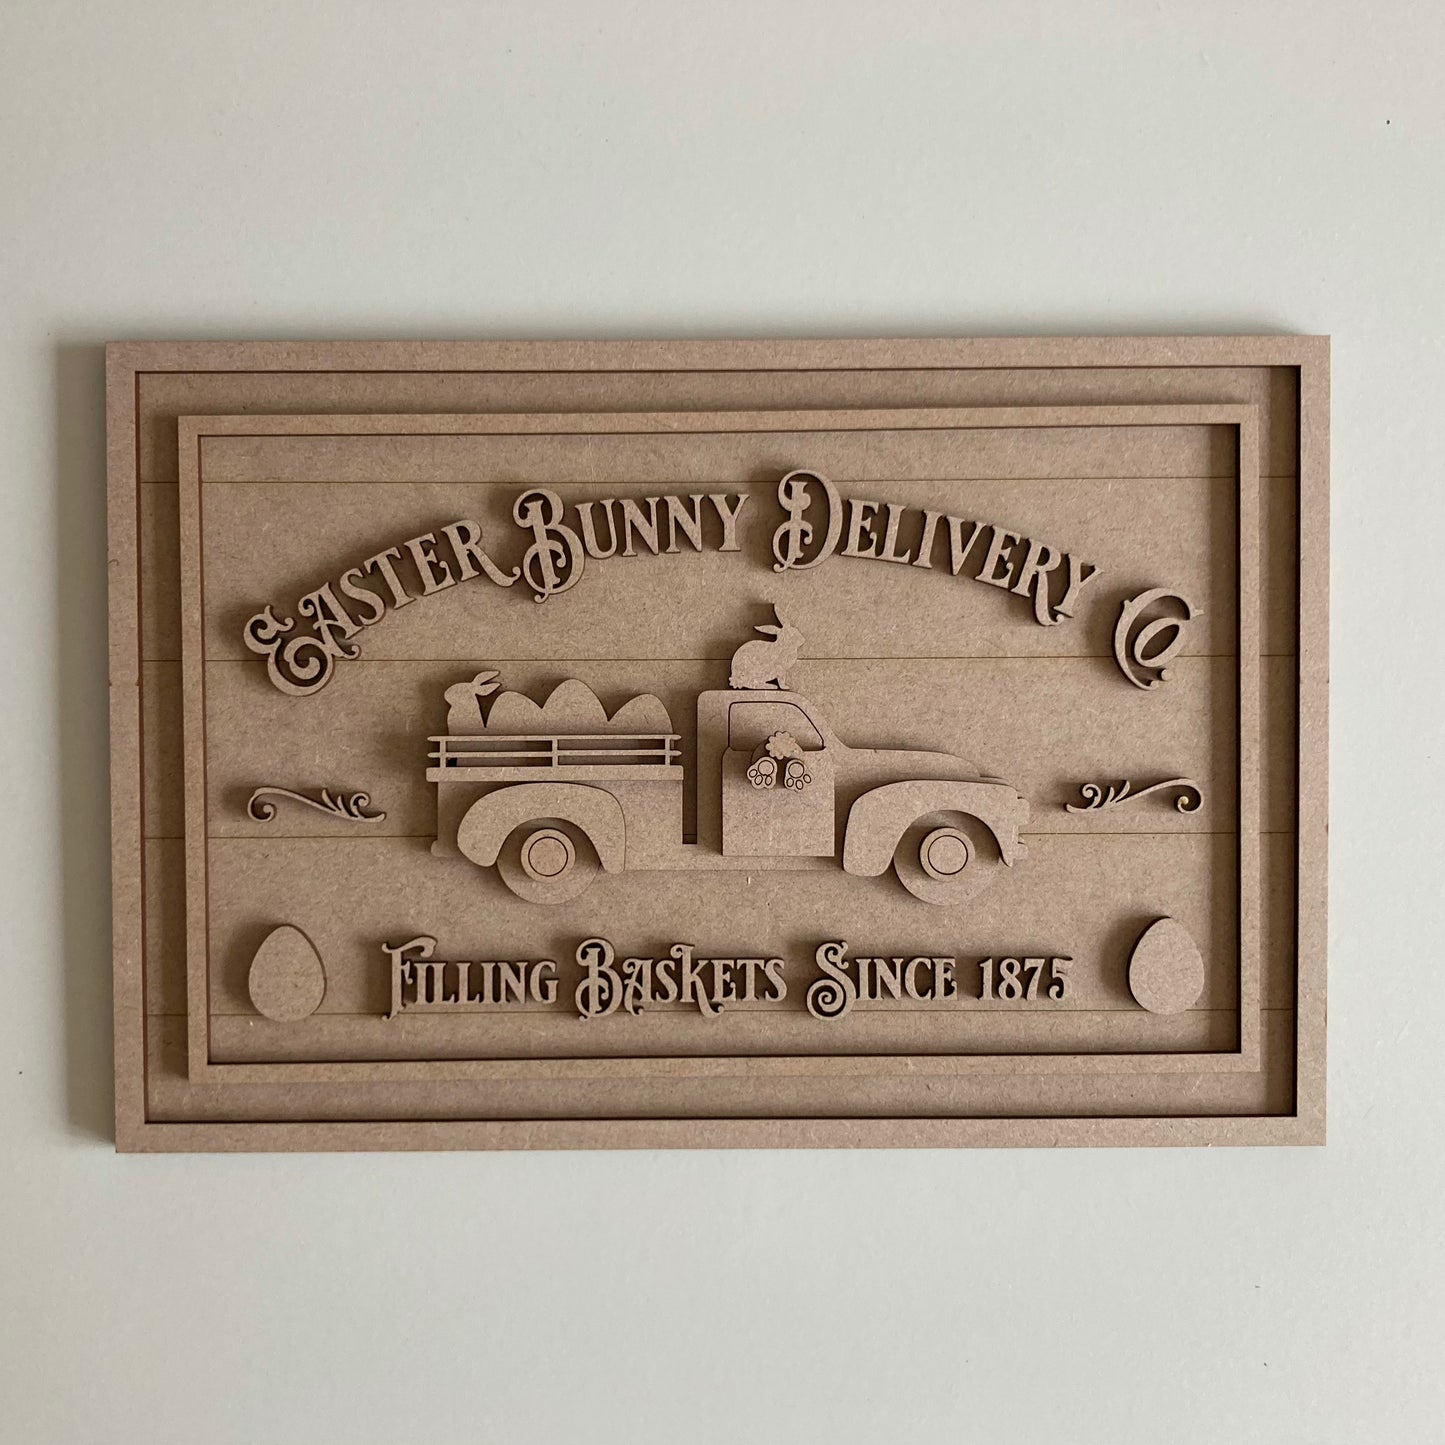 Easter Bunny Delivery Co
Filling Baskets Since 1875